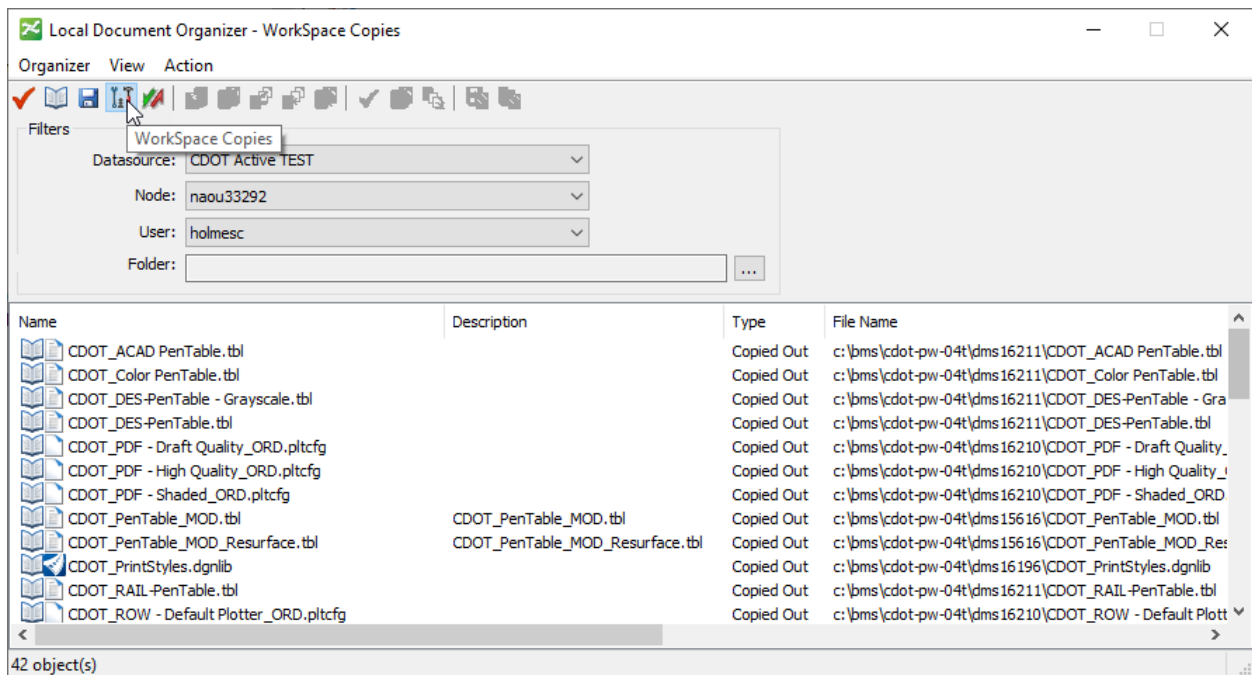 Local Document Organizer - WorkSpace Copies
Organizer View Action
WorkSpace Copies
Filters
Datasource: CDOT Active TEST
Node: naou33292
User: holmesc
Folder: ...
Name Description Type File Name
CDOT_ACAD PenTable.tbl Copied Out c:\bms\cdot-pw-04t\dms16211\CDOT_ACAD PenTable.tbl
CDOT_Color PenTable.tbl Copied Out c:\bms\cdot-pw-04t\dms16211\CDOT_Color PenTable.tbl
CDOT_DES-PenTable - Grayscale.tbl Copied Out c:\bms\cdot-pw-04t\dms16211\CDOT_DES-PenTable - Gra
CDOT_DES-PenTable.tbl Copied Out c:\bms\cdot-pw-04t\dms16211\CDOT_DES-PenTable.tbl
CDOT_PDF - Draft Quality_ORD.pltcfg Copied Out c:\bms\cdot-pw-04t\dms16210\CDOT_PDF - Draft Quality_
CDOT_PDF - High Quality_ORD.pltcfg Copied Out c:\bms\cdot-pw-04t\dms16210\CDOT_PDF - High Quality_
CDOT_PDF - Shaded_ORD.pltcfg Copied Out c:\bms\cdot-pw-04t\dms16210\CDOT_PDF - Shaded_ORD.
CDOT_PenTable_MOD.tbl CDOT_PenTable_MOD.tbl Copied Out c:\bms\cdot-pw-04t\dms15616\CDOT_PenTable_MOD.tbl
CDOT_PenTable_MOD_Resurface.tbl CDOT_PenTable_MOD_Resurface.tbl Copied Out c:\bms\cdot-pw-04t\dms15616\CDOT_PenTable_MOD_Res
CDOT_PrintStyles.dgnlib Copied Out c:\bms\cdot-pw-04t\dms16196\CDOT_PrintStyles.dgnlib
CDOT_RAIL-PenTable.tbl Copied Out c:\bms\cdot-pw-04t\dms16211\CDOT_RAIL-PenTable.tbl
CDOT_ROW - Default Plotter_ORD.pltcfg Copied Out c:\bms\cdot-pw-04t\dms16210\CDOT_ROW - Default Plott
42 object(s)